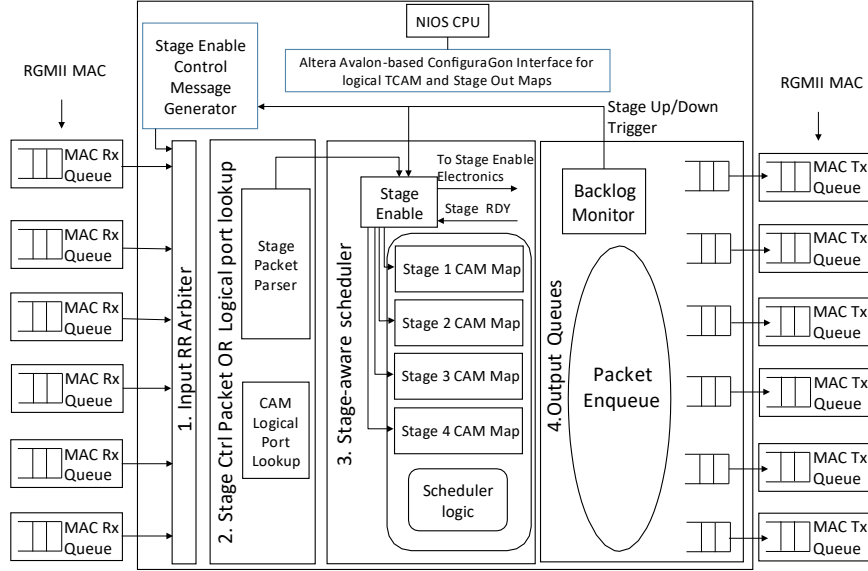 NIOS CPU
Stage Enable
Control
Message
Generator
Altera Avalon-based ConfiguraGon Interface for
logical TCAM and Stage Out Maps
RGMII MAC
RGMII MAC
Stage Up/Down
Trigger
MAC Rx
Queue
MAC Rx
Queue
MAC Rx
Queue
MAC Rx
Queue
MAC Rx
Queue
MAC Rx
Queue
1. Input RR Arbiter
2. Stage Ctrl Packet OR Logical port lookup
Stage
Packet
Parser
CAM
Logical
Port
Lookup
3. Stage-aware scheduler
Stage
Enable
To Stage Enable
Electronics
Stage RDY
Stage 1 CAM Map
Stage 2 CAM Map
Stage 3 CAM Map
Stage 4 CAM Map
Scheduler
logic
4.Output Queues
Backlog
Monitor
Packet
Enqueue
MAC Tx
Queue
MAC Tx
Queue
MAC Tx
Queue
MAC Tx
Queue
MAC Tx
Queue
MAC Tx
Queue